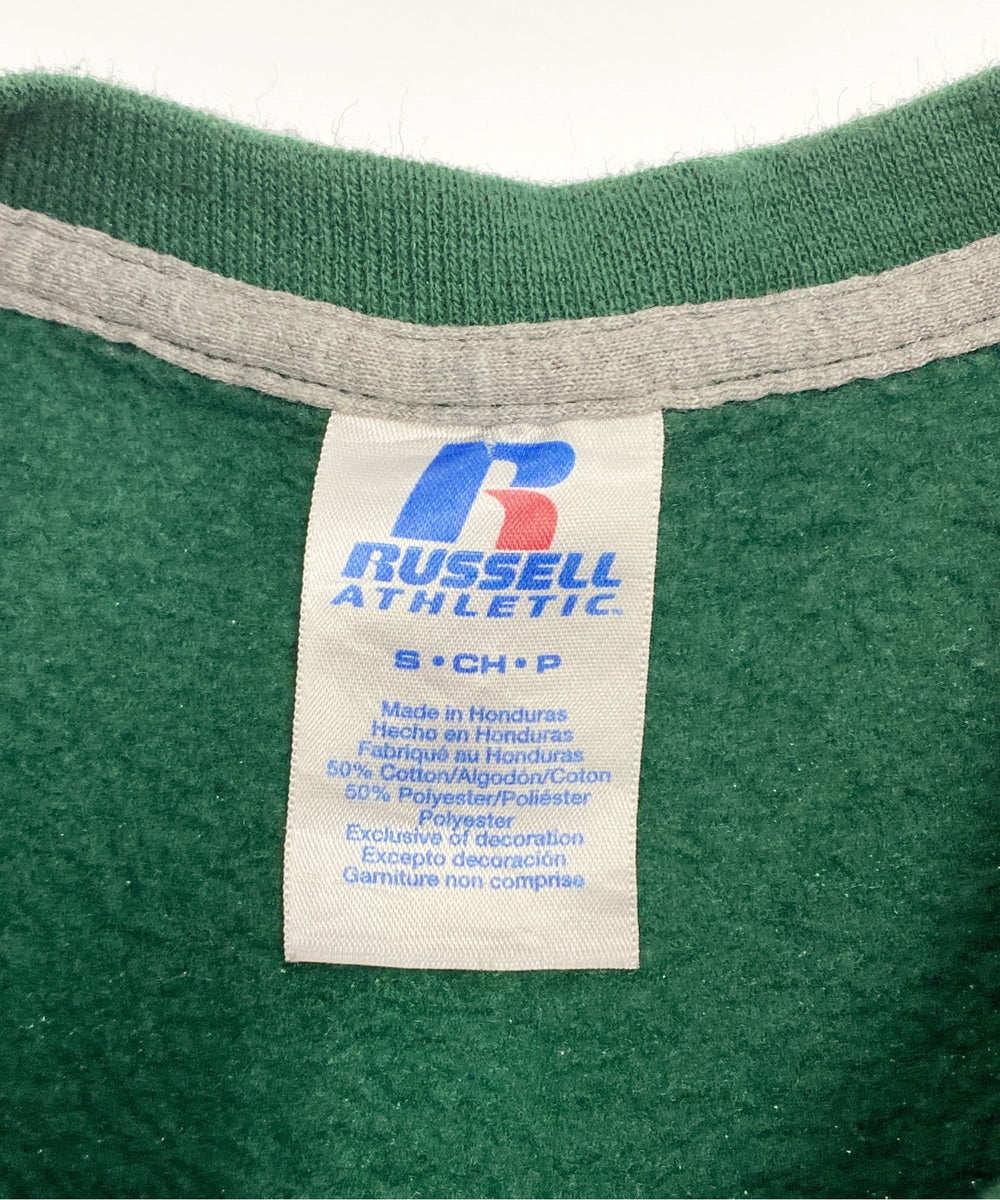 R
RUSSELL
ATHLETIC™
S • CH • P
Made in Honduras
Hecho en Honduras
Fabriqué au Honduras
50% Cotton/Algodón/Coton
50% Polyester/Poliéster
Polyester
Exclusive of decoration
Excepto decoración
Garniture non comprise